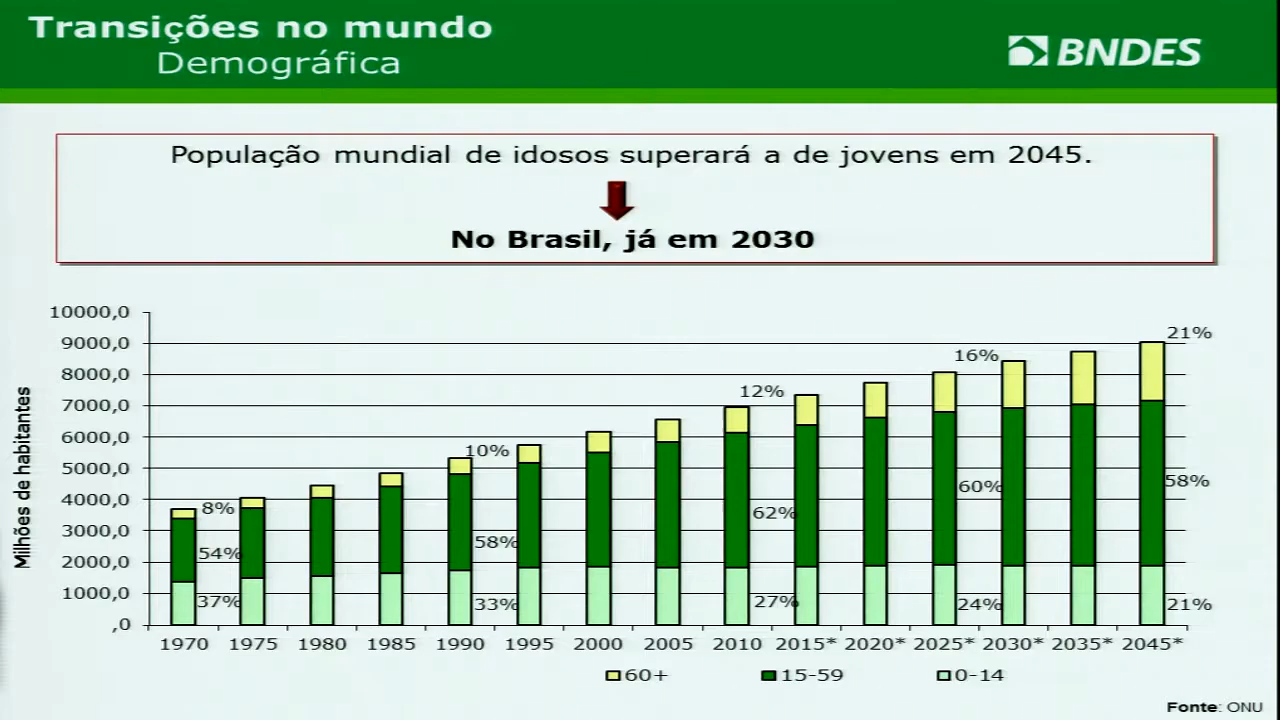 Transições no mundo
Demográfica
BNDES
População mundial de idosos superará a de jovens em 2045.
No Brasil, já em 2030
Milhões de habitantes
10000,0
9000,0
8000,0
7000,0
6000,0
5000,0
4000,0
3000,0
2000,0
1000,0
,0
8%
54%
37%
10%
58%
33%
12%
62%
27%
16%
60%
24%
21%
58%
21%
1970 1975 1980 1985 1990 1995 2000 2005 2010 2015* 2020* 2025* 2030* 2035* 2045*
60+ 15-59 0-14
Fonte: ONU